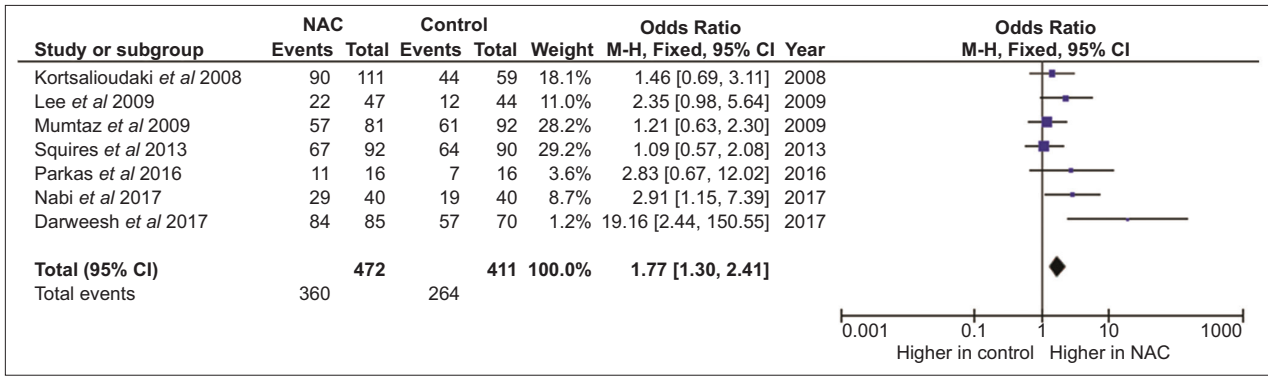 NAC Control Odds Ratio Odds Ratio
Study or subgroup Events Total Events Total Weight M-H, Fixed, 95% CI Year M-H, Fixed, 95% CI
Kortsalioudaki et al 2008 90 111 44 59 18.1% 1.46 [0.69, 3.11] 2008
Lee et al 2009 22 47 12 44 11.0% 2.35 [0.98, 5.64] 2009
Mumtaz et al 2009 57 81 61 92 28.2% 1.21 [0.63, 2.30] 2009
Squires et al 2013 67 92 64 90 29.2% 1.09 [0.57, 2.08] 2013
Parkas et al 2016 11 16 7 16 3.6% 2.83 [0.67, 12.02] 2016
Nabi et al 2017 29 40 19 40 8.7% 2.91 [1.15, 7.39] 2017
Darweesh et al 2017 84 85 57 70 1.2% 19.16 [2.44, 150.55] 2017
Total (95% CI) 472 411 100.0% 1.77 [1.30, 2.41]
Total events 360 264
0.001 0.1 1 10 1000
Higher in control Higher in NAC